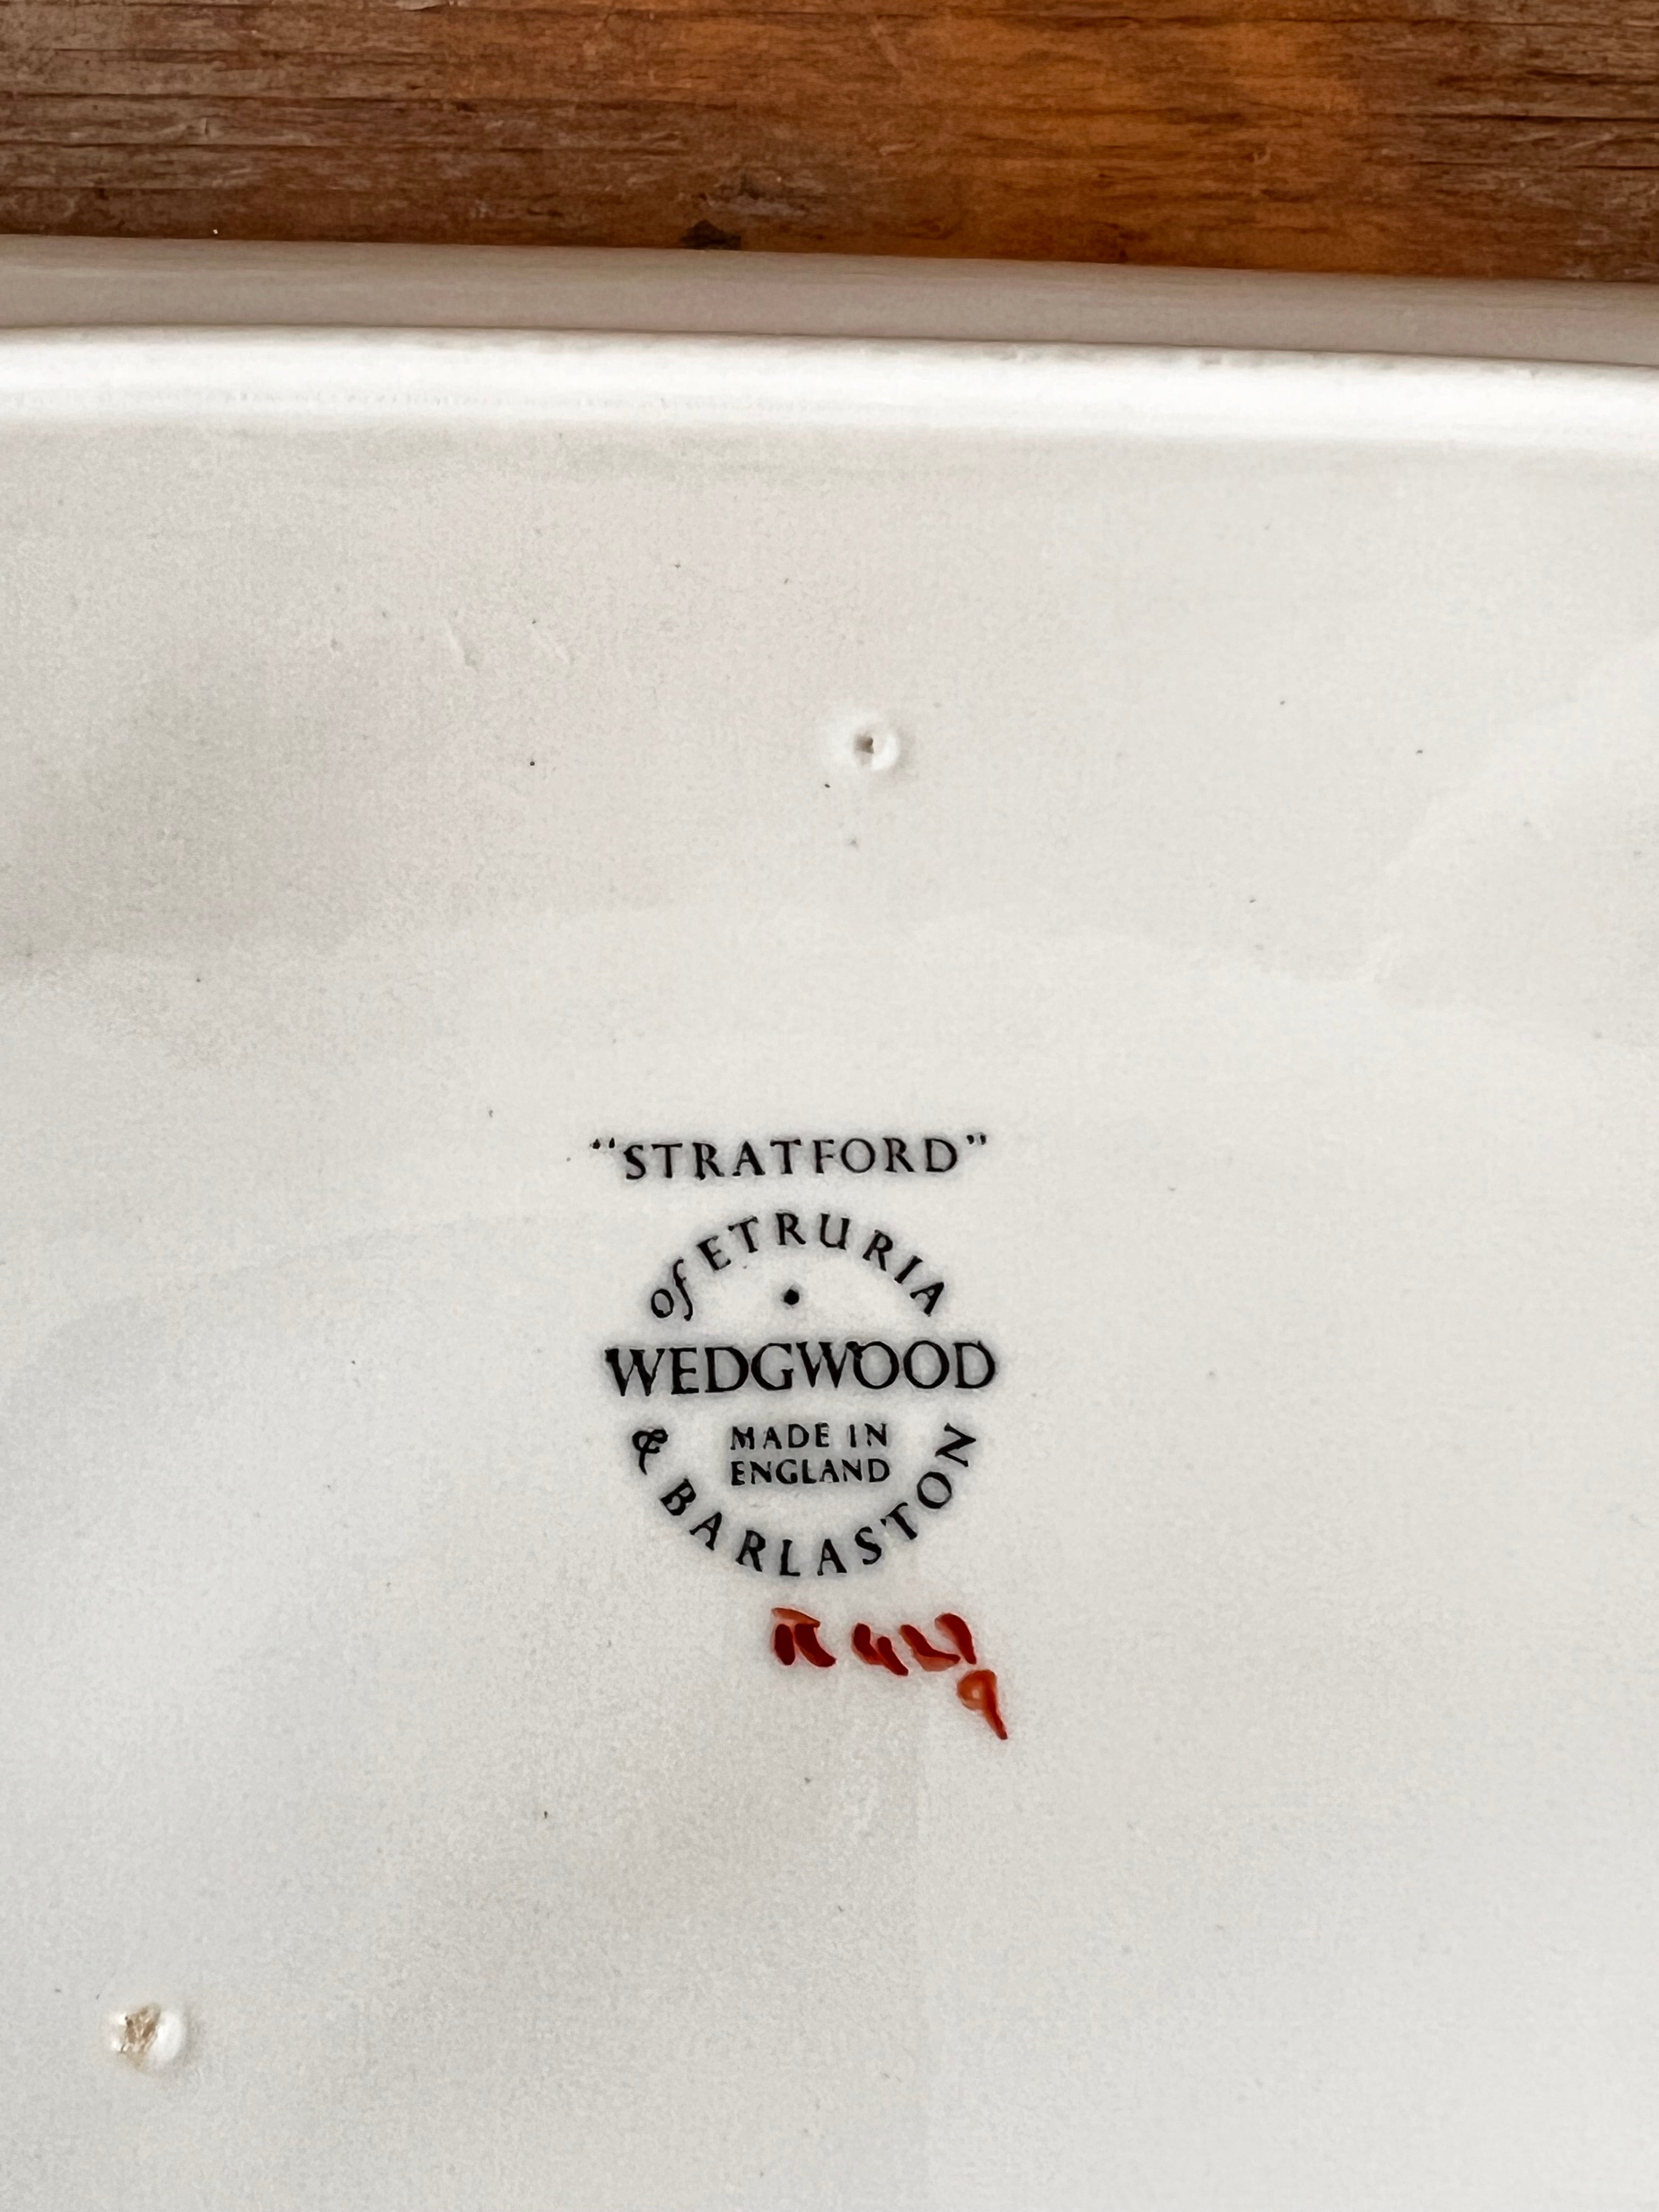 “STRATFORD”
of ETRURIA
WEDGWOOD
MADE IN
ENGLAND
& BARLASTON